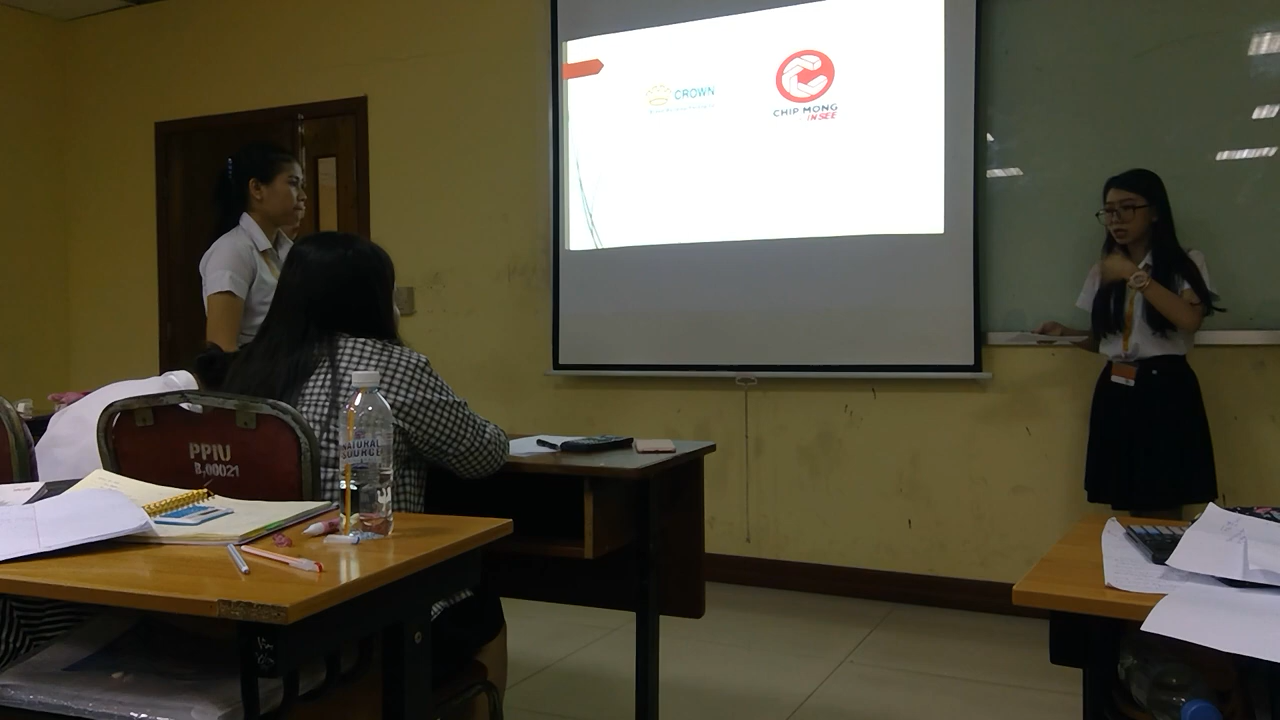 CROWN
CHIP MONG
INSEE
PPIU
B.00021
NATURAL
SOURCE